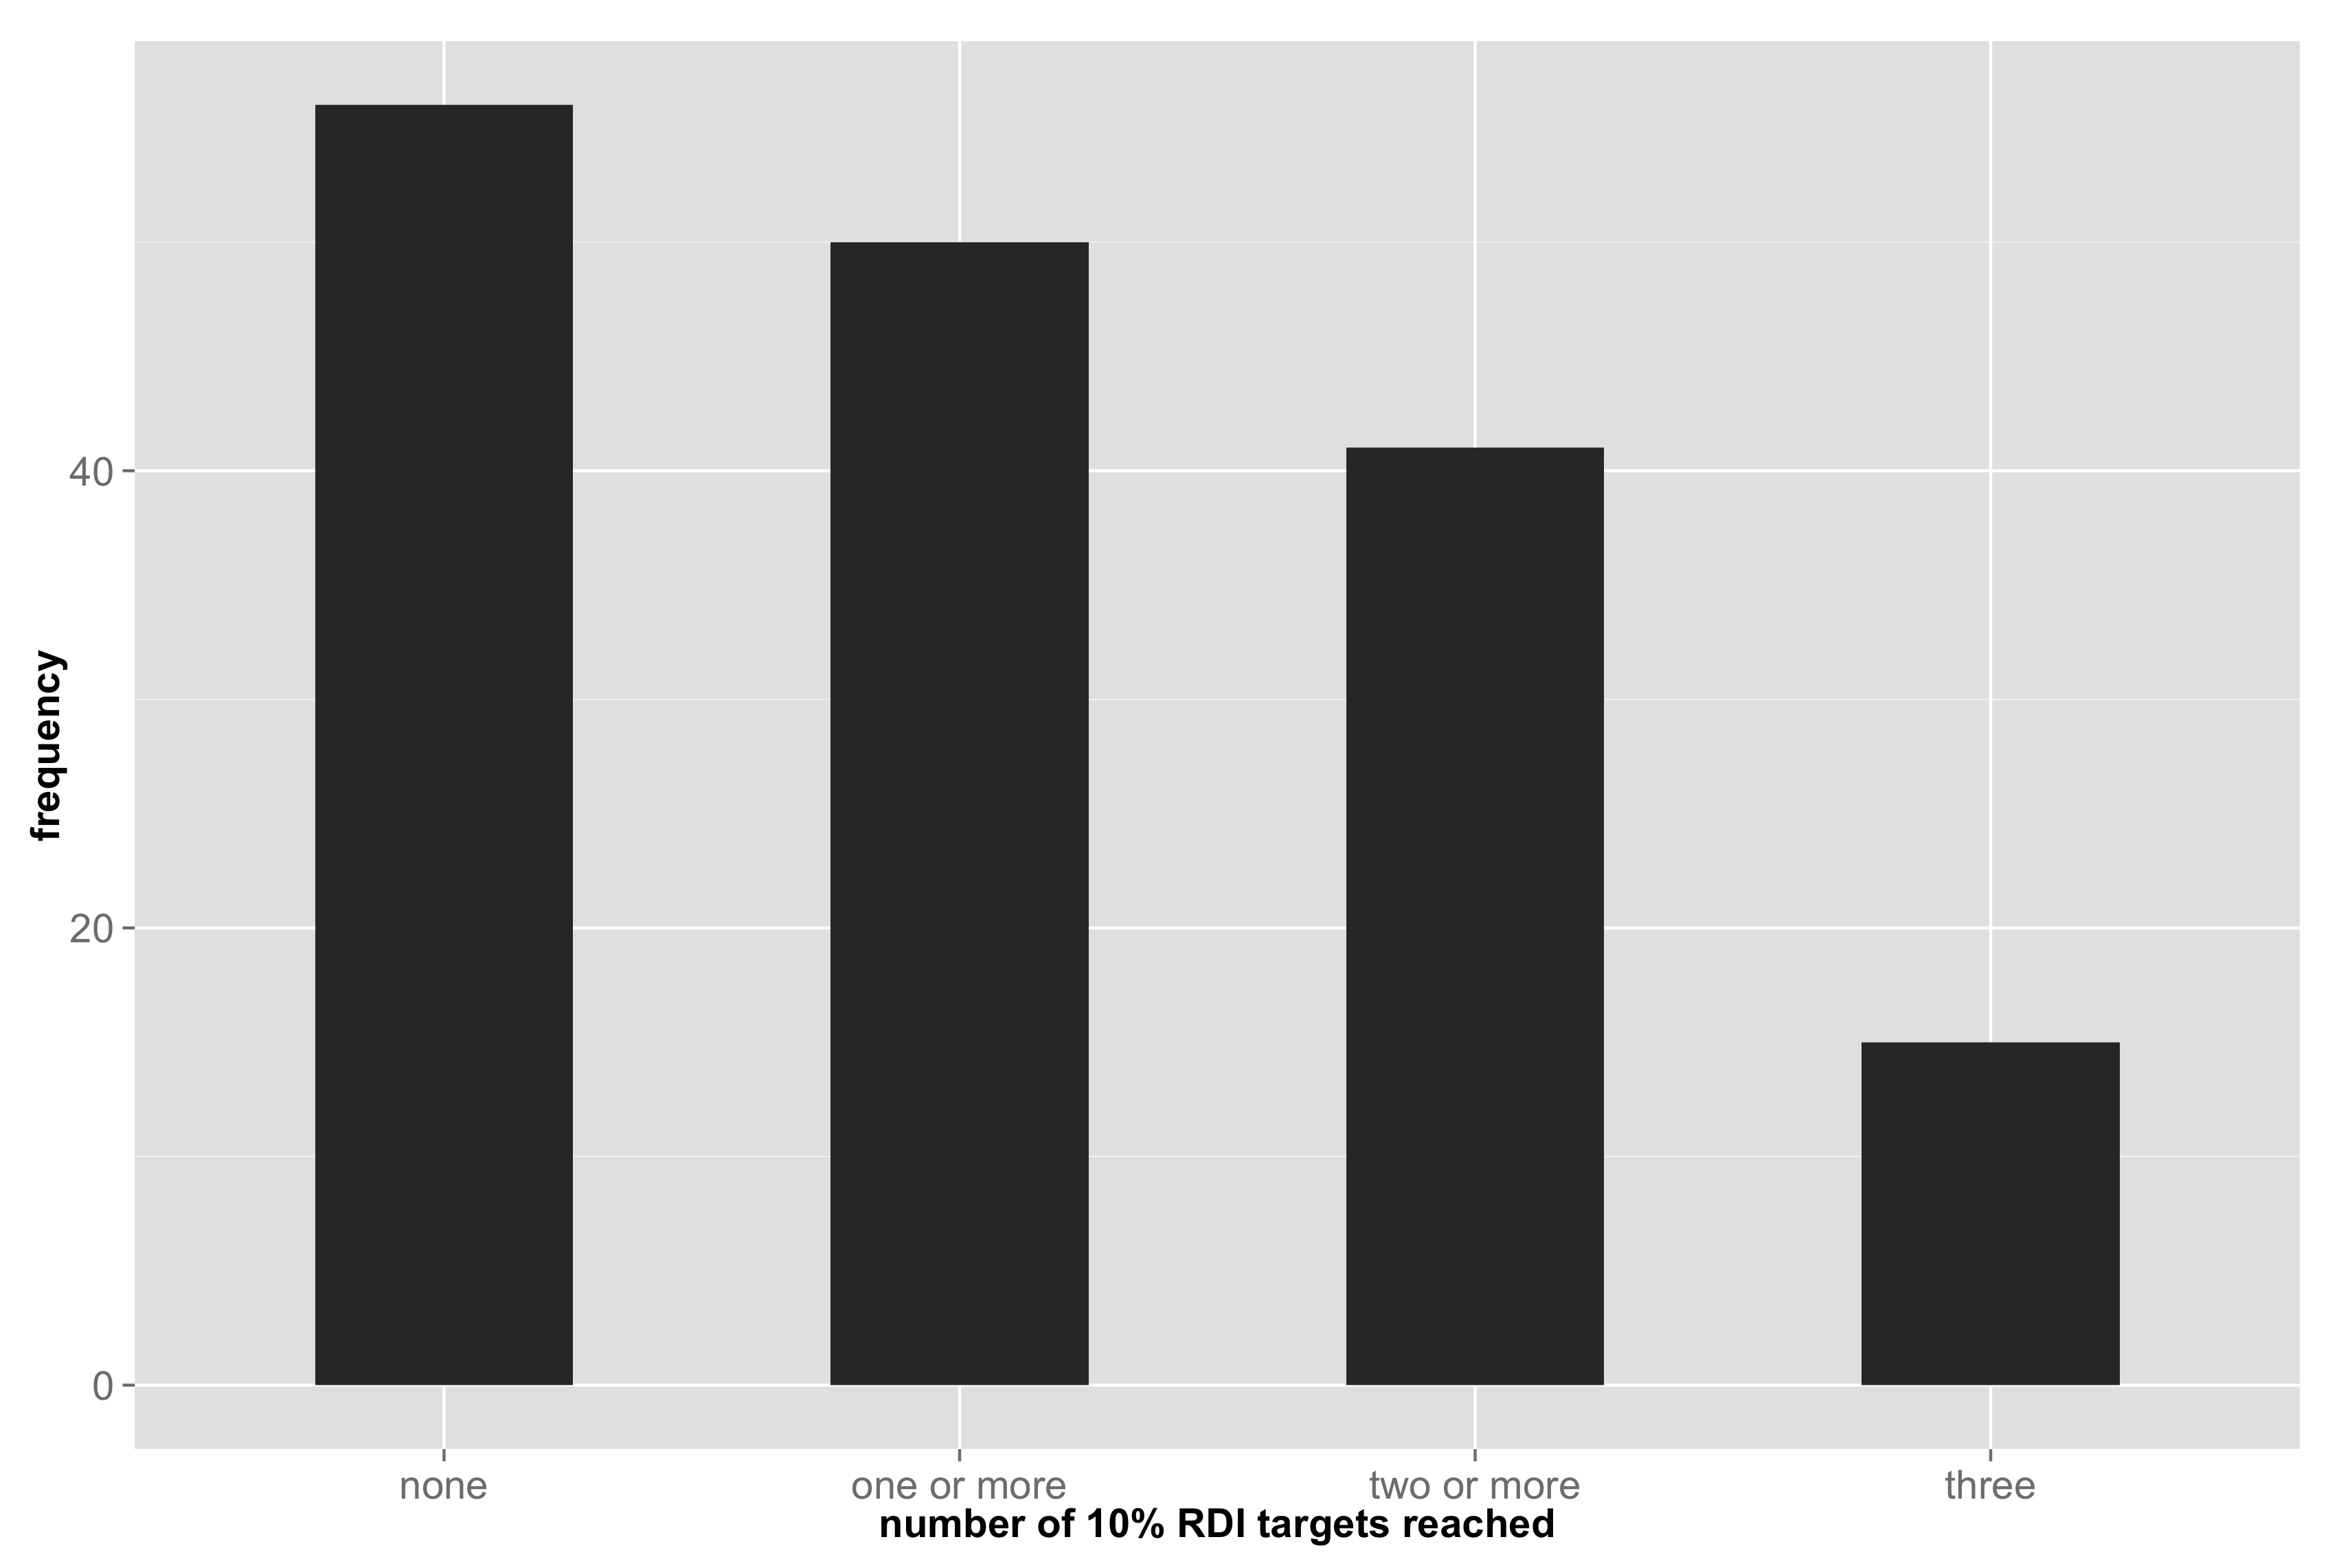 frequency
40
20
0
none
one or more
two or more
three
number of 10% RDI targets reached